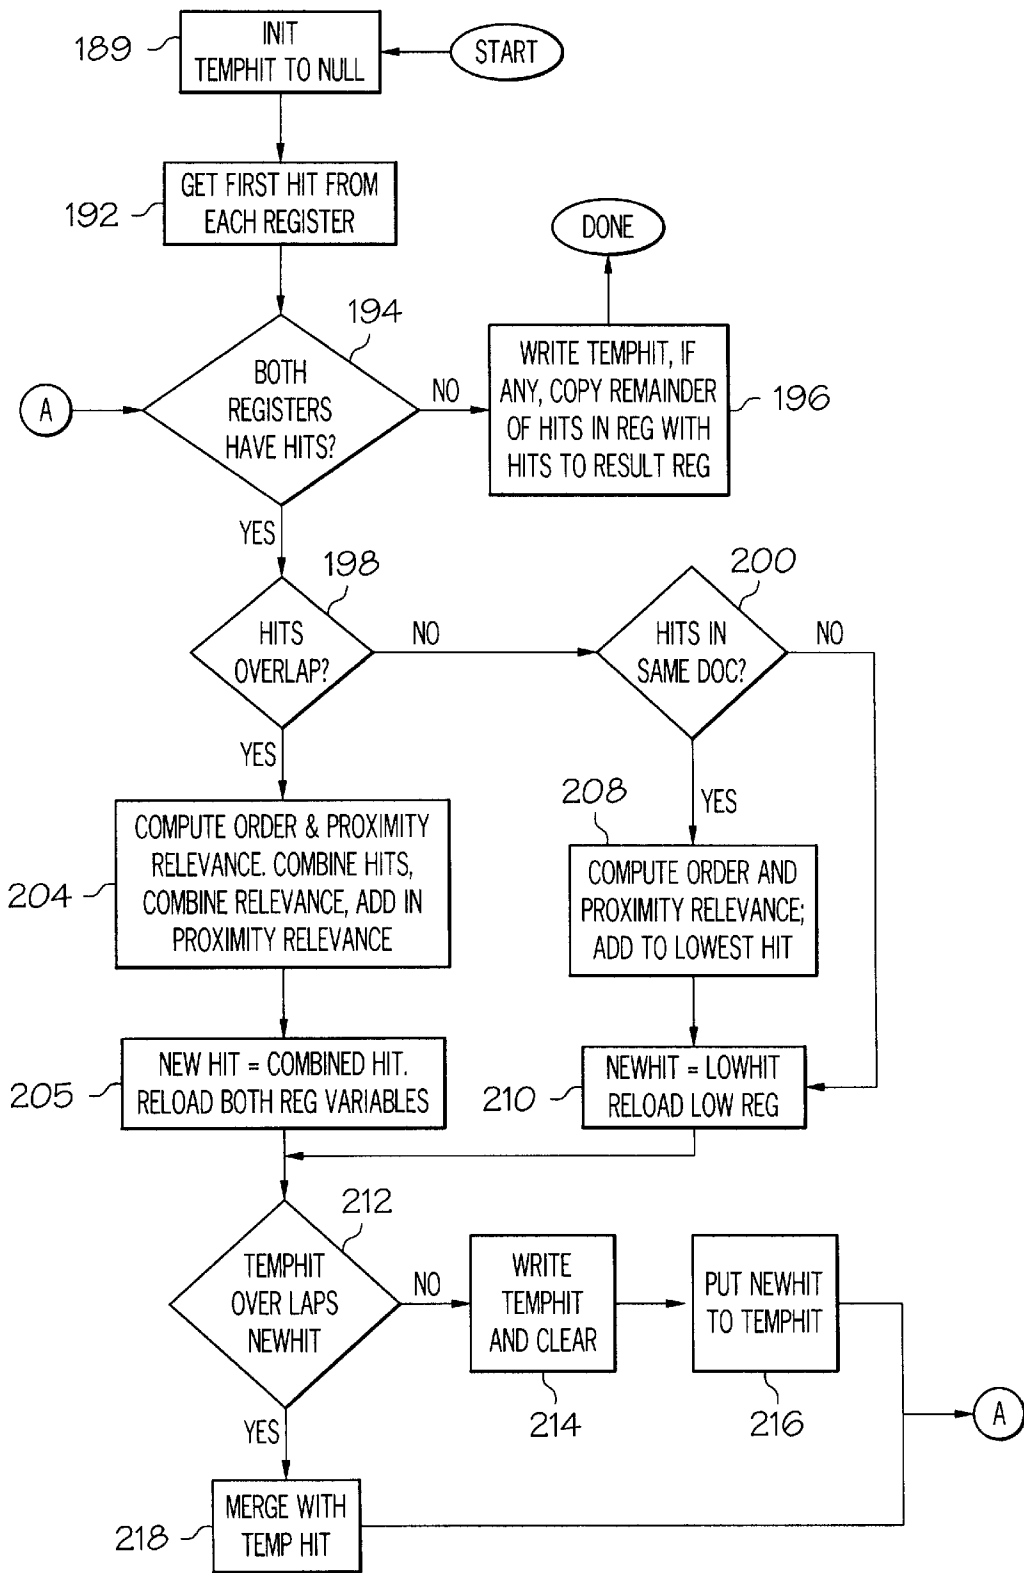 INIT
TEMPHIT TO NULL
189
START
GET FIRST HIT FROM
EACH REGISTER
192
DONE
194
BOTH
REGISTERS
HAVE HITS?
A
NO
WRITE TEMPHIT, IF
ANY, COPY REMAINDER
OF HITS IN REG WITH
HITS TO RESULT REG
196
YES
198
HITS
OVERLAP?
NO
200
HITS IN
SAME DOC?
NO
YES
YES
COMPUTE ORDER & PROXIMITY
RELEVANCE. COMBINE HITS,
COMBINE RELEVANCE, ADD IN
PROXIMITY RELEVANCE
204
208
COMPUTE ORDER AND
PROXIMITY RELEVANCE;
ADD TO LOWEST HIT
NEW HIT = COMBINED HIT.
RELOAD BOTH REG VARIABLES
205
NEWHIT = LOWHIT
RELOAD LOW REG
210
212
TEMPHIT
OVER LAPS
NEWHIT
NO
WRITE
TEMPHIT
AND CLEAR
214
PUT NEWHIT
TO TEMPHIT
216
A
YES
MERGE WITH
TEMP HIT
218